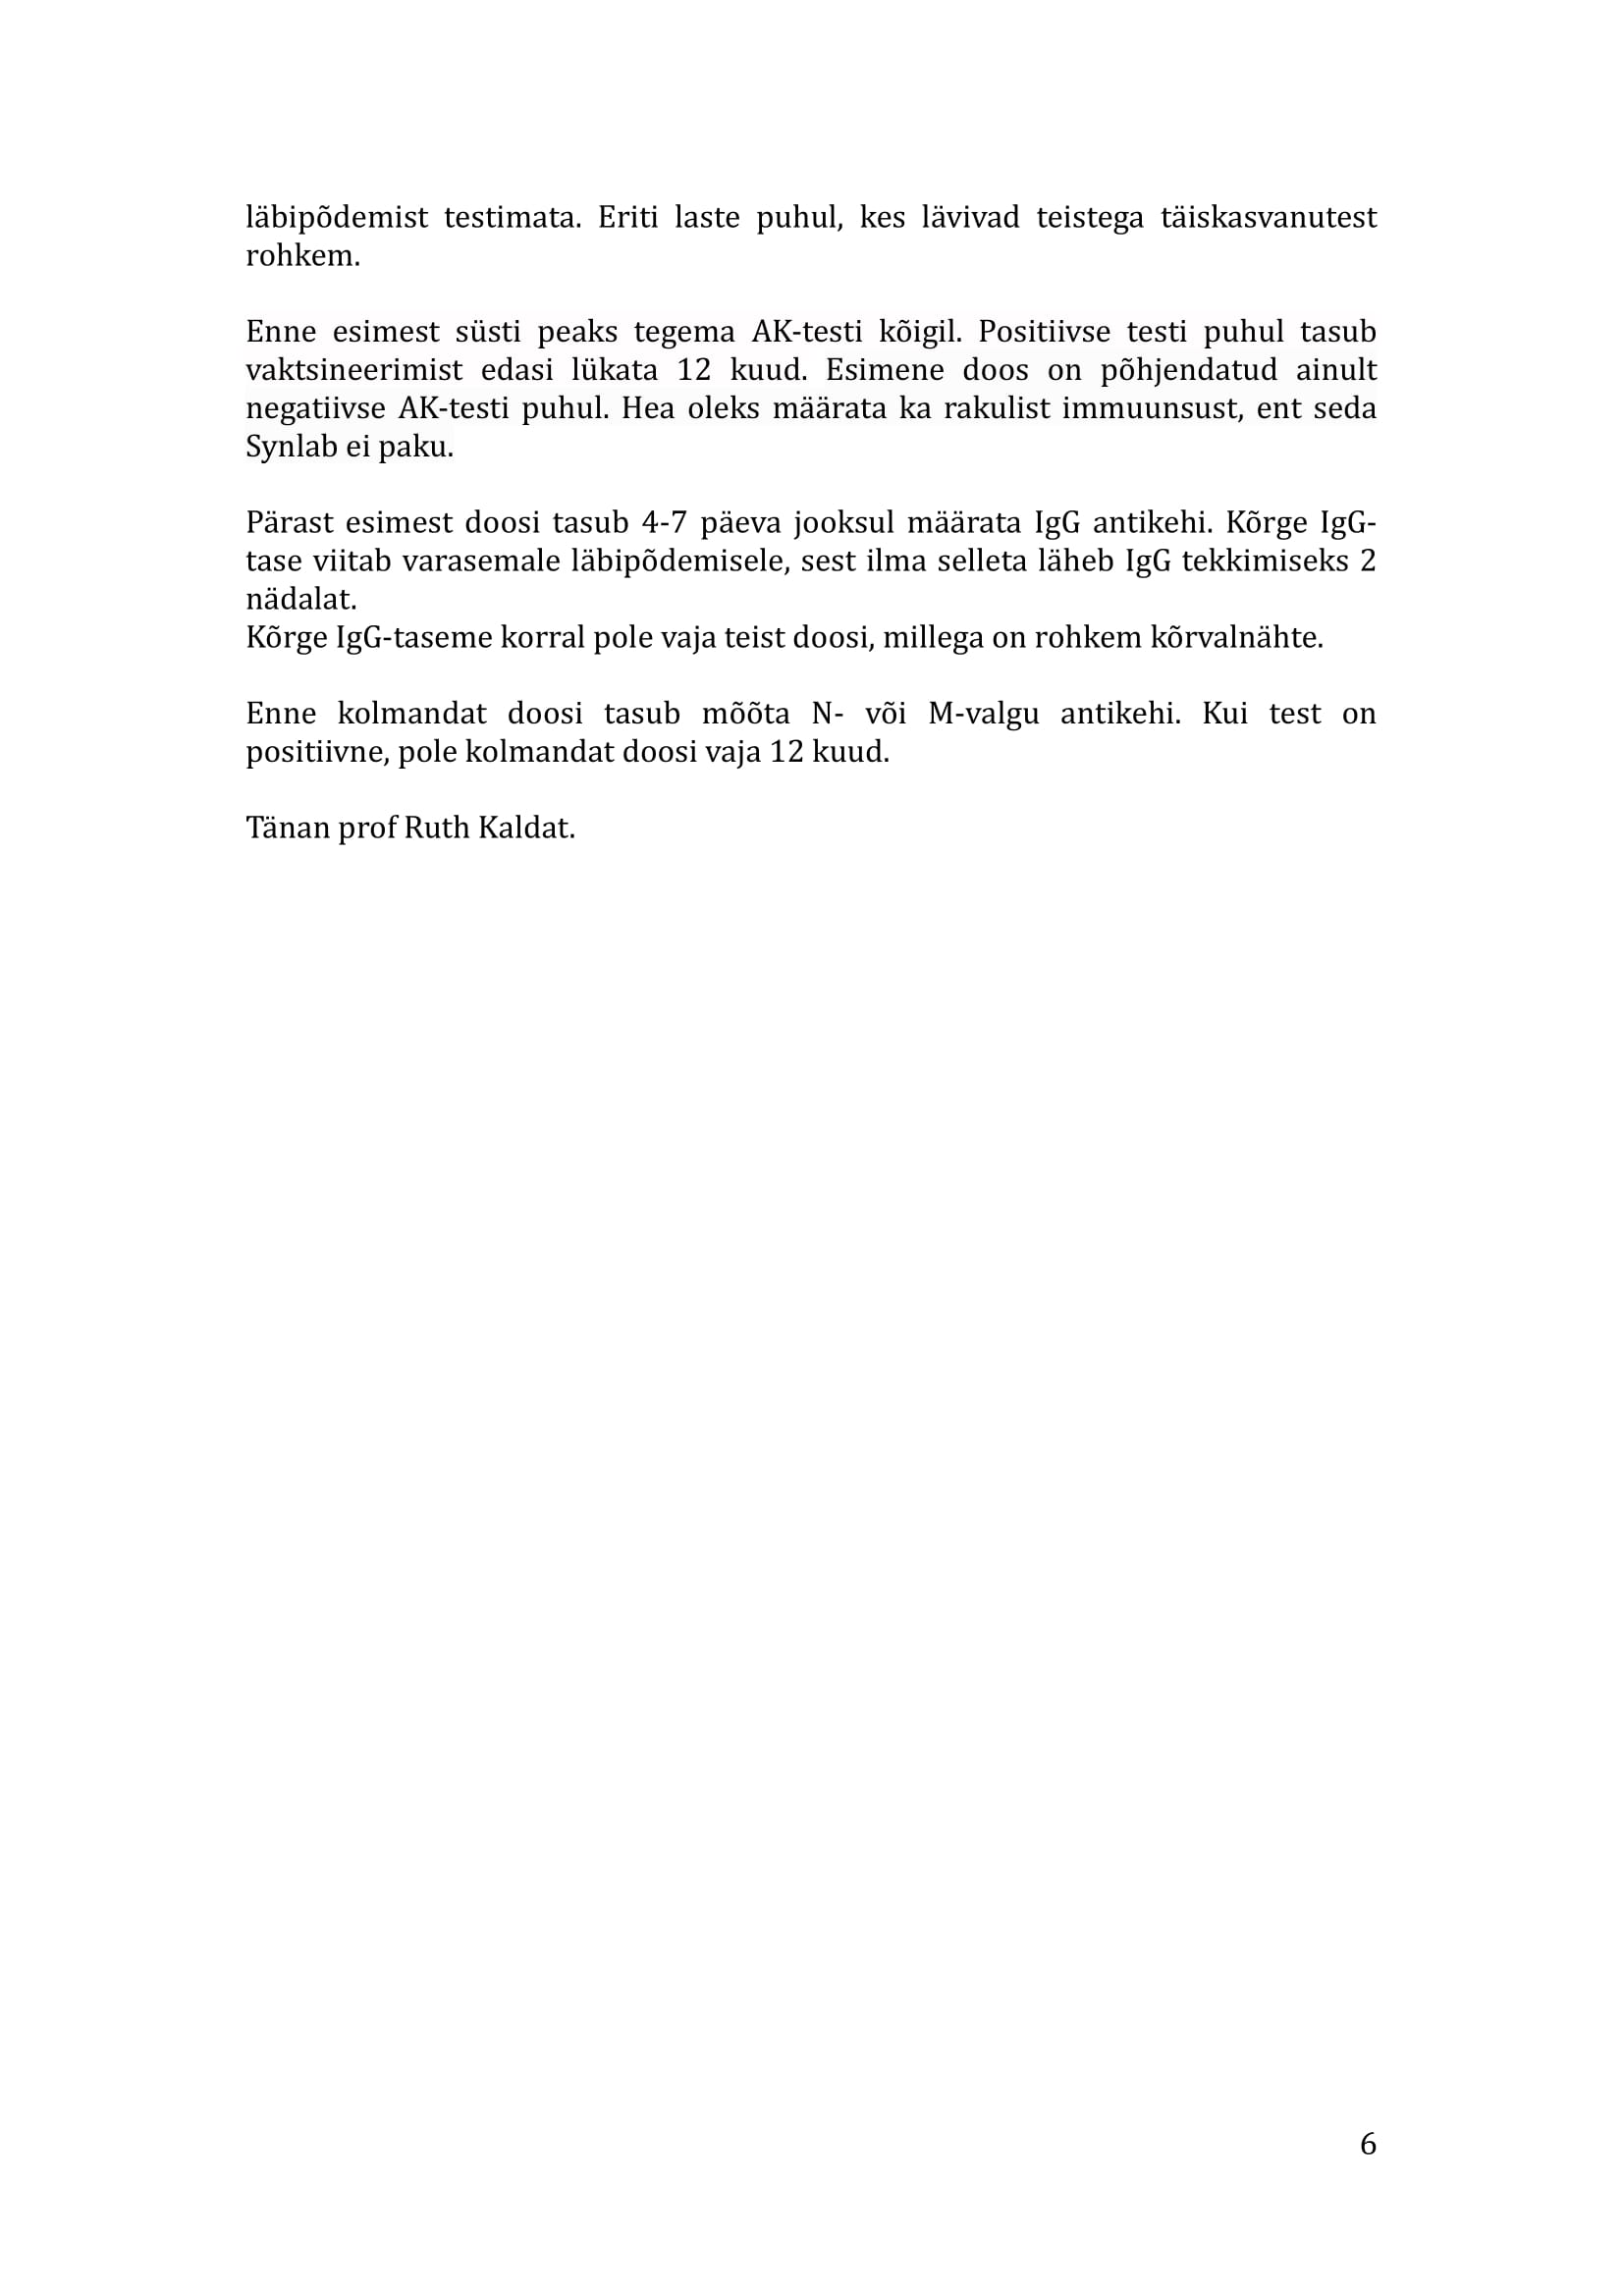 läbipõdemist testimata. Eriti laste puhul, kes lävivad teistega täiskasvanutest
rohkem.
Enne esimest süsti peaks tegema AK-testi kõigil. Positiivse testi puhul tasub
vaktsineerimist edasi lükata 12 kuud. Esimene doos on põhjendatud ainult
negatiivse AK-testi puhul. Hea oleks määrata ka rakulist immuunsust, ent seda
Synlab ei paku.
Pärast esimest doosi tasub 4-7 päeva jooksul määrata IgG antikehi. Kõrge IgG-
tase viitab varasemale läbipõdemisele, sest ilma selleta läheb IgG tekkimiseks 2
nädalat.
Kõrge IgG-taseme korral pole vaja teist doosi, millega on rohkem kõrvalnähte.
Enne kolmandat doosi tasub mõõta N- või M-valgu antikehi. Kui test on
positiivne, pole kolmandat doosi vaja 12 kuud.
Tänan prof Ruth Kaldat.
6